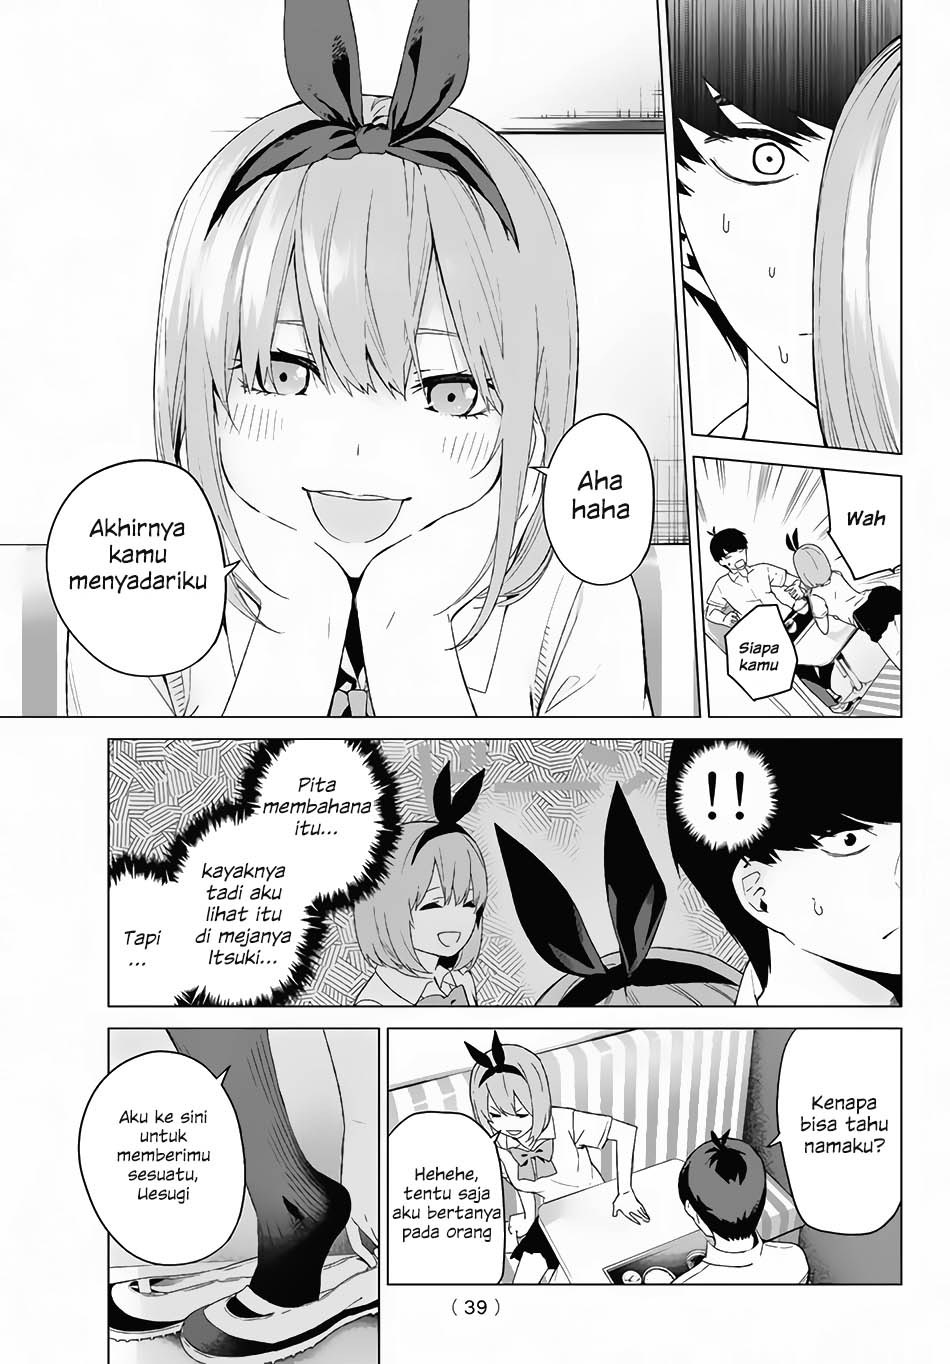 Wah
Siapa
kamu
Aha
haha
Akhirnya
kamu
menyadariku
!!
Pita
membahana
itu...
kayaknya
tadi aku
lihat itu
di mejanya
Itsuki...
Tapi
...
Kenapa
bisa tahu
namaku?
Hehehe,
tentu saja
aku bertanya
pada orang
Aku ke sini
untuk
memberimu
sesuatu,
Uesugi
( 39 )